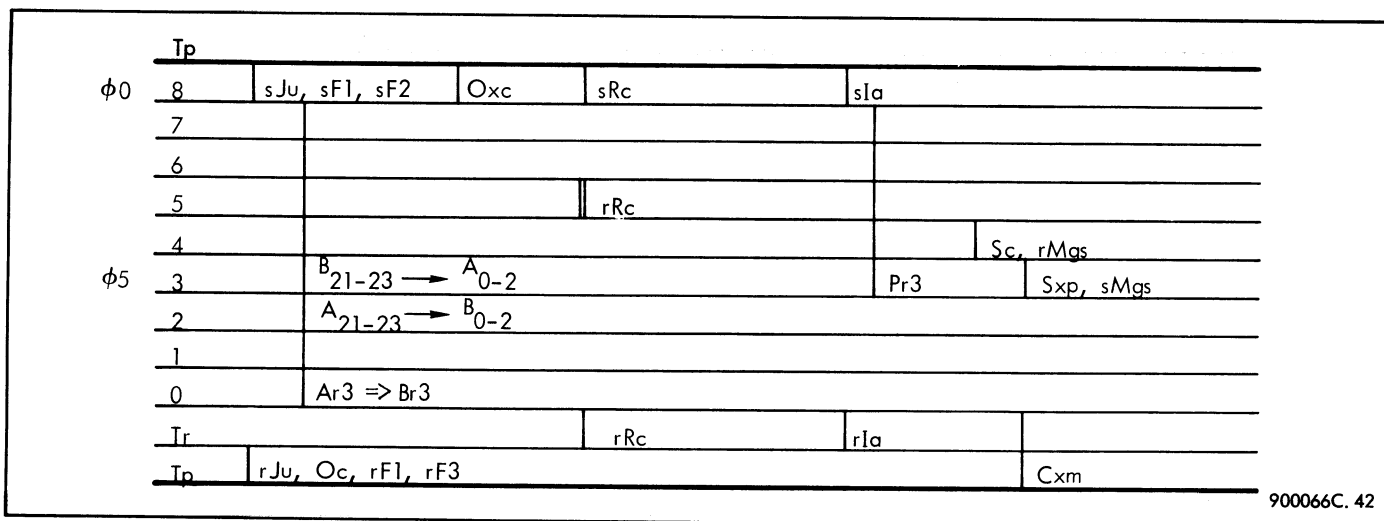 Tp
ϕ0 8 sJu, sF1, sF2 Oxc sRc sIa
7
6
5 rRc
4 Sc, rMgs
ϕ5 3 B21-23 → A0-2 Pr3 Sxp, sMgs
2 A21-23 → B0-2
1
0 Ar3 => Br3
Tr rRc rIa
Tp rJu, Oc, rF1, rF3 Cxm
900066C. 42